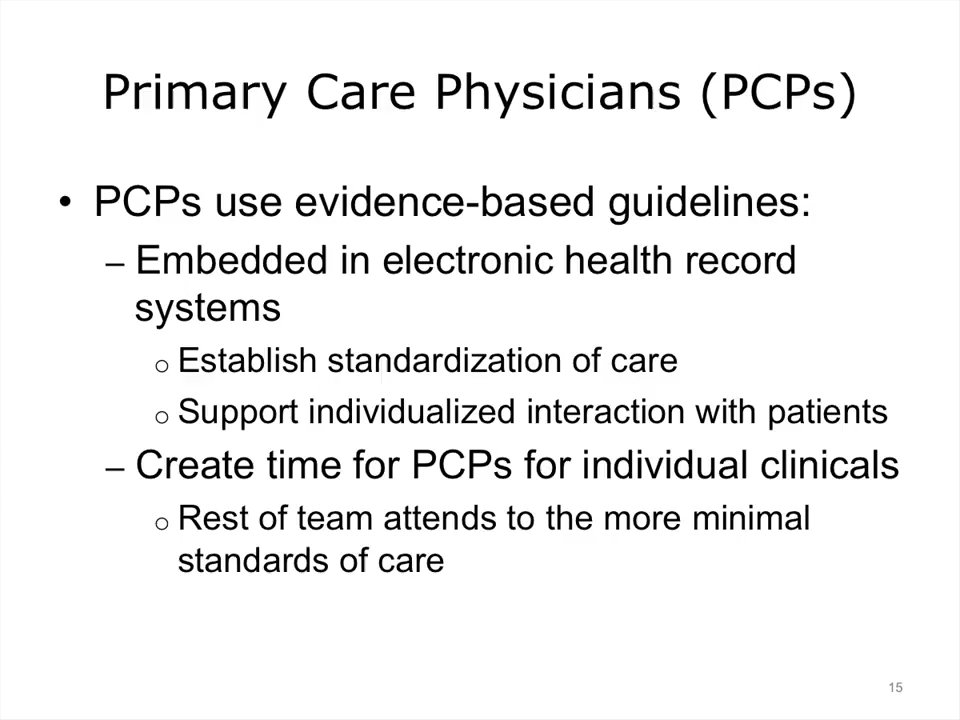 Primary Care Physicians (PCPs)
• PCPs use evidence-based guidelines:
– Embedded in electronic health record
systems
o Establish standardization of care
o Support individualized interaction with patients
– Create time for PCPs for individual clinicals
o Rest of team attends to the more minimal
standards of care
15